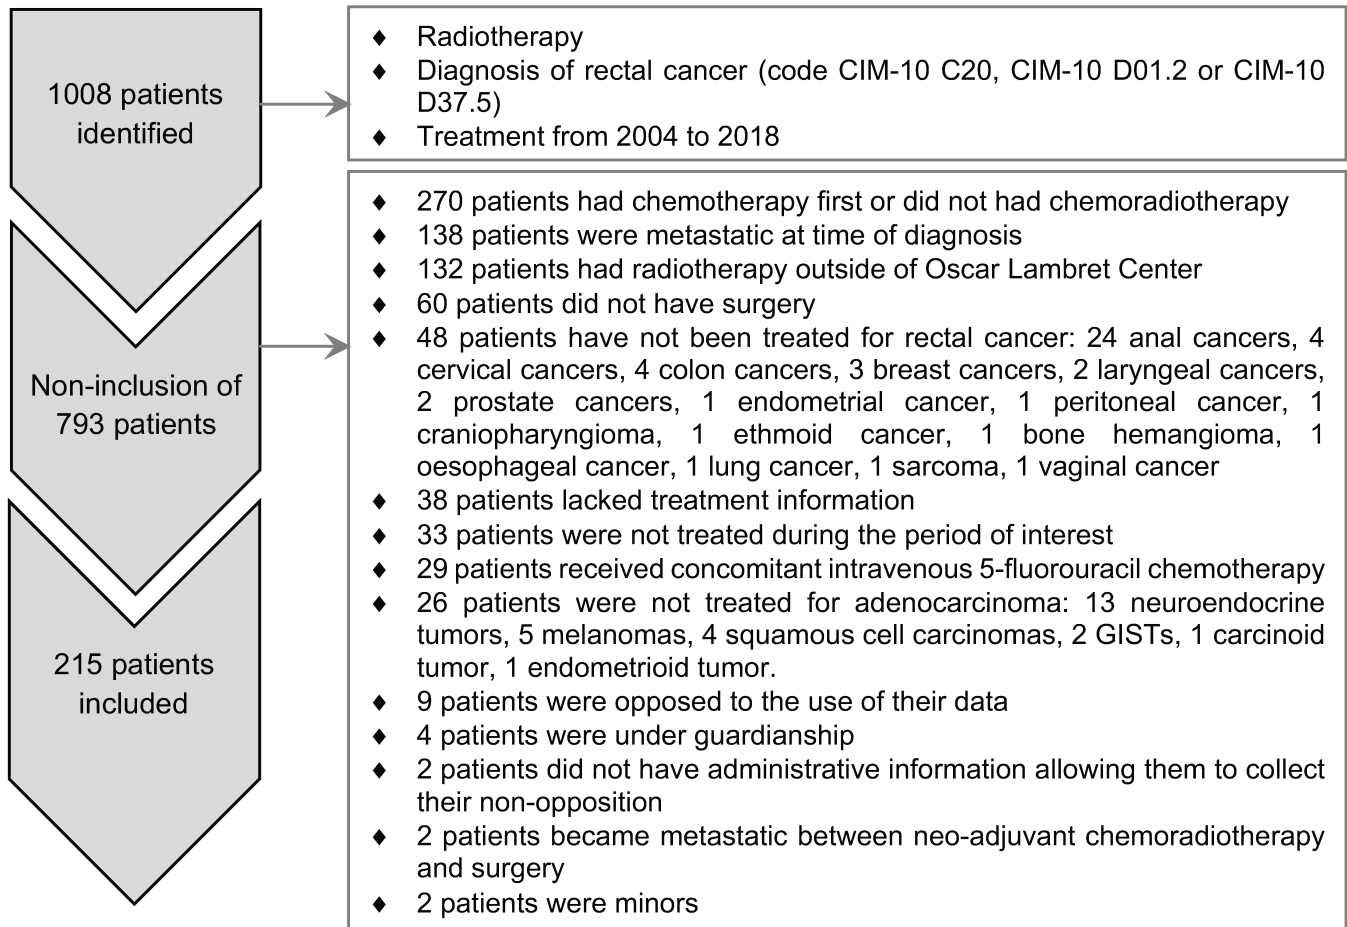 1008 patients
identified
♦ Radiotherapy
♦ Diagnosis of rectal cancer (code CIM-10 C20, CIM-10 D01.2 or CIM-10
D37.5)
♦ Treatment from 2004 to 2018
Non-inclusion of
793 patients
♦ 270 patients had chemotherapy first or did not had chemoradiotherapy
♦ 138 patients were metastatic at time of diagnosis
♦ 132 patients had radiotherapy outside of Oscar Lambret Center
♦ 60 patients did not have surgery
♦ 48 patients have not been treated for rectal cancer: 24 anal cancers, 4
cervical cancers, 4 colon cancers, 3 breast cancers, 2 laryngeal cancers,
2 prostate cancers, 1 endometrial cancer, 1 peritoneal cancer, 1
craniopharyngioma, 1 ethmoid cancer, 1 bone hemangioma, 1
oesophageal cancer, 1 lung cancer, 1 sarcoma, 1 vaginal cancer
♦ 38 patients lacked treatment information
♦ 33 patients were not treated during the period of interest
♦ 29 patients received concomitant intravenous 5-fluorouracil chemotherapy
♦ 26 patients were not treated for adenocarcinoma: 13 neuroendocrine
tumors, 5 melanomas, 4 squamous cell carcinomas, 2 GISTs, 1 carcinoid
tumor, 1 endometrioid tumor.
♦ 9 patients were opposed to the use of their data
♦ 4 patients were under guardianship
♦ 2 patients did not have administrative information allowing them to collect
their non-opposition
♦ 2 patients became metastatic between neo-adjuvant chemoradiotherapy
and surgery
♦ 2 patients were minors
215 patients
included